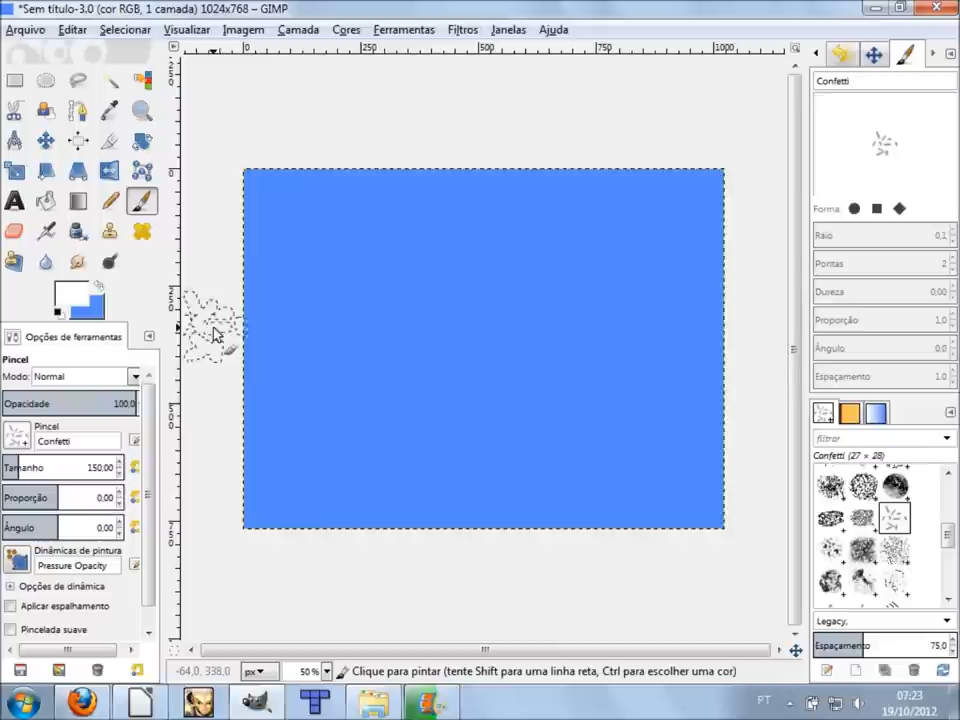 *Sem título-3.0 (cor RGB, 1 camada) 1024x768 – GIMP
Arquivo Editar Selecionar Visualizar Imagem Camada Cores Ferramentas Filtros Janelas Ajuda
0 250 500 750 1000
Confetti
Forma:
Raio 0,1
Pontas 2
Dureza 0,00
Proporção 1,0
Ângulo 0,0
Espaçamento 1,0
Opções de ferramentas
Pincel
Modo: Normal
Opacidade 100,0
Pincel
Confetti
Tamanho 150,00
Proporção 0,00
Ângulo 0,00
Dinâmicas de pintura
Pressure Opacity
Opções de dinâmica
Aplicar espalhamento
Pincelada suave
filtrar
Confetti (27 × 28)
Legacy,
Espaçamento 75,0
-64,0, 338,0 px 50% Clique para pintar (tente Shift para uma linha reta, Ctrl para escolher uma cor)
PT
07:23
19/10/2012